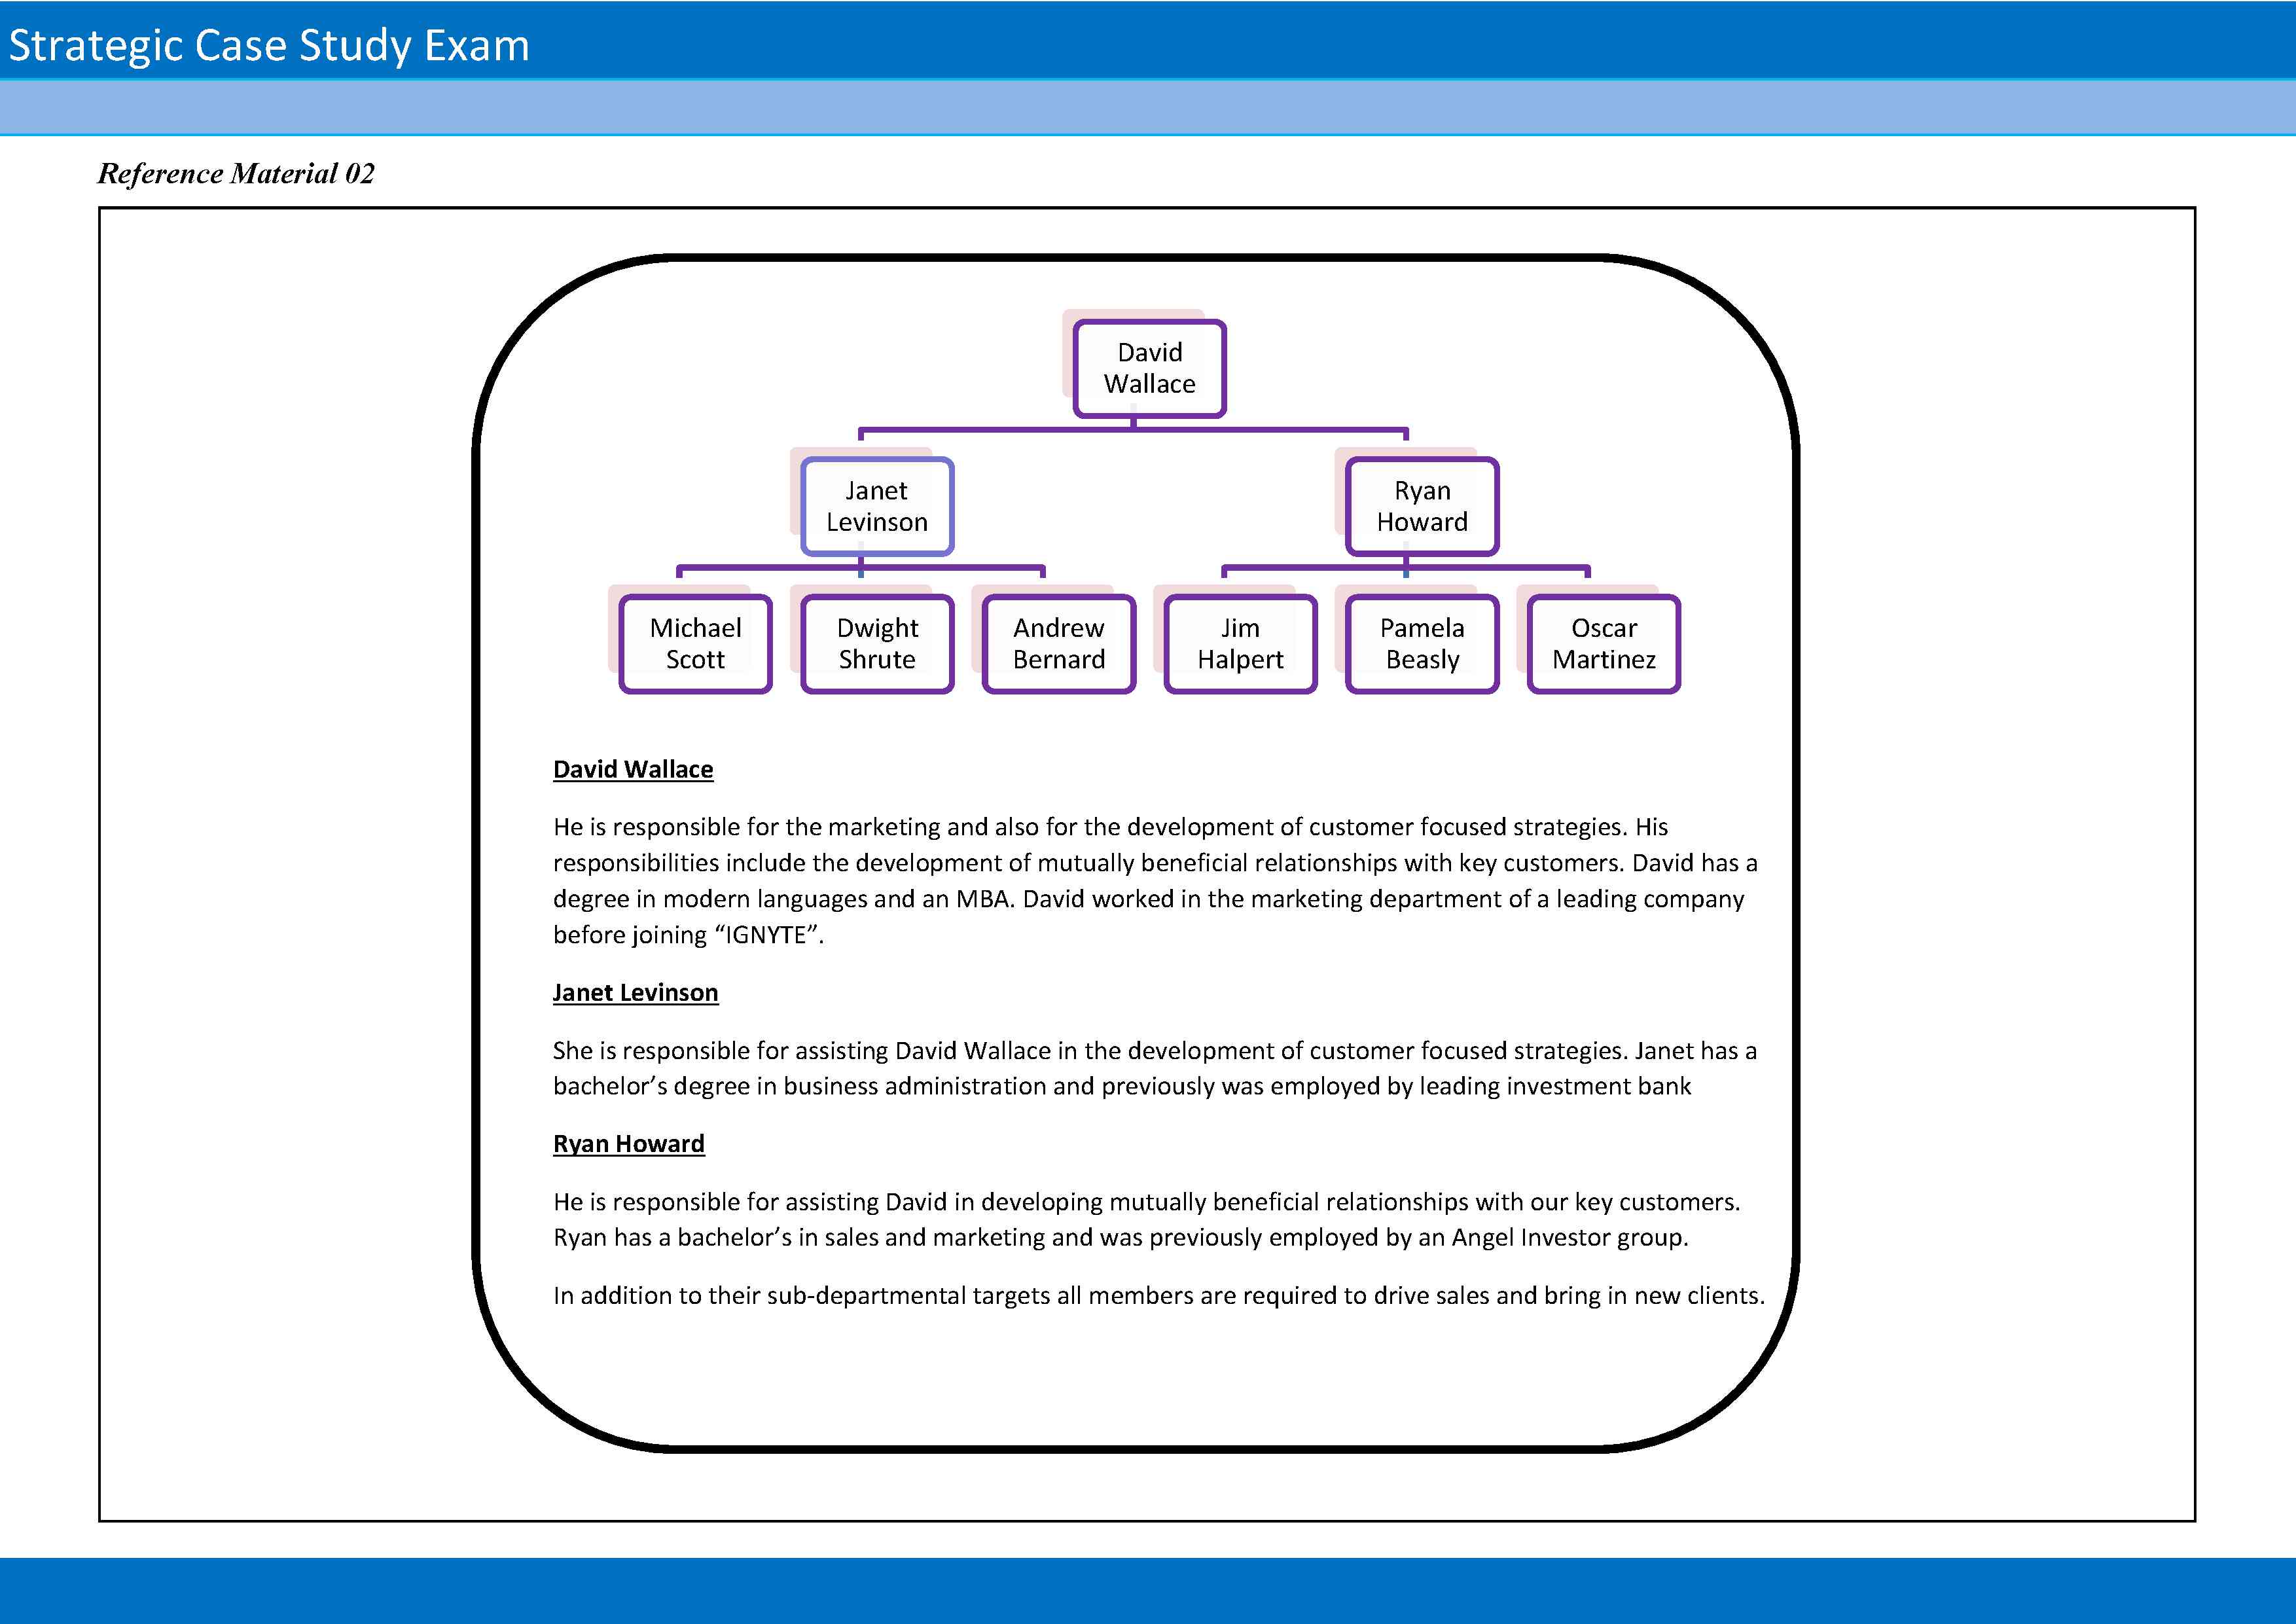 Strategic Case Study Exam
Reference Material 02
David
Wallace
Janet
Levinson
Ryan
Howard
Michael
Scott
Dwight
Shrute
Andrew
Bernard
Jim
Halpert
Pamela
Beasly
Oscar
Martinez
David Wallace
He is responsible for the marketing and also for the development of customer focused strategies. His
responsibilities include the development of mutually beneficial relationships with key customers. David has a
degree in modern languages and an MBA. David worked in the marketing department of a leading company
before joining “IGNYTE”.
Janet Levinson
She is responsible for assisting David Wallace in the development of customer focused strategies. Janet has a
bachelor’s degree in business administration and previously was employed by leading investment bank
Ryan Howard
He is responsible for assisting David in developing mutually beneficial relationships with our key customers.
Ryan has a bachelor’s in sales and marketing and was previously employed by an Angel Investor group.
In addition to their sub-departmental targets all members are required to drive sales and bring in new clients.